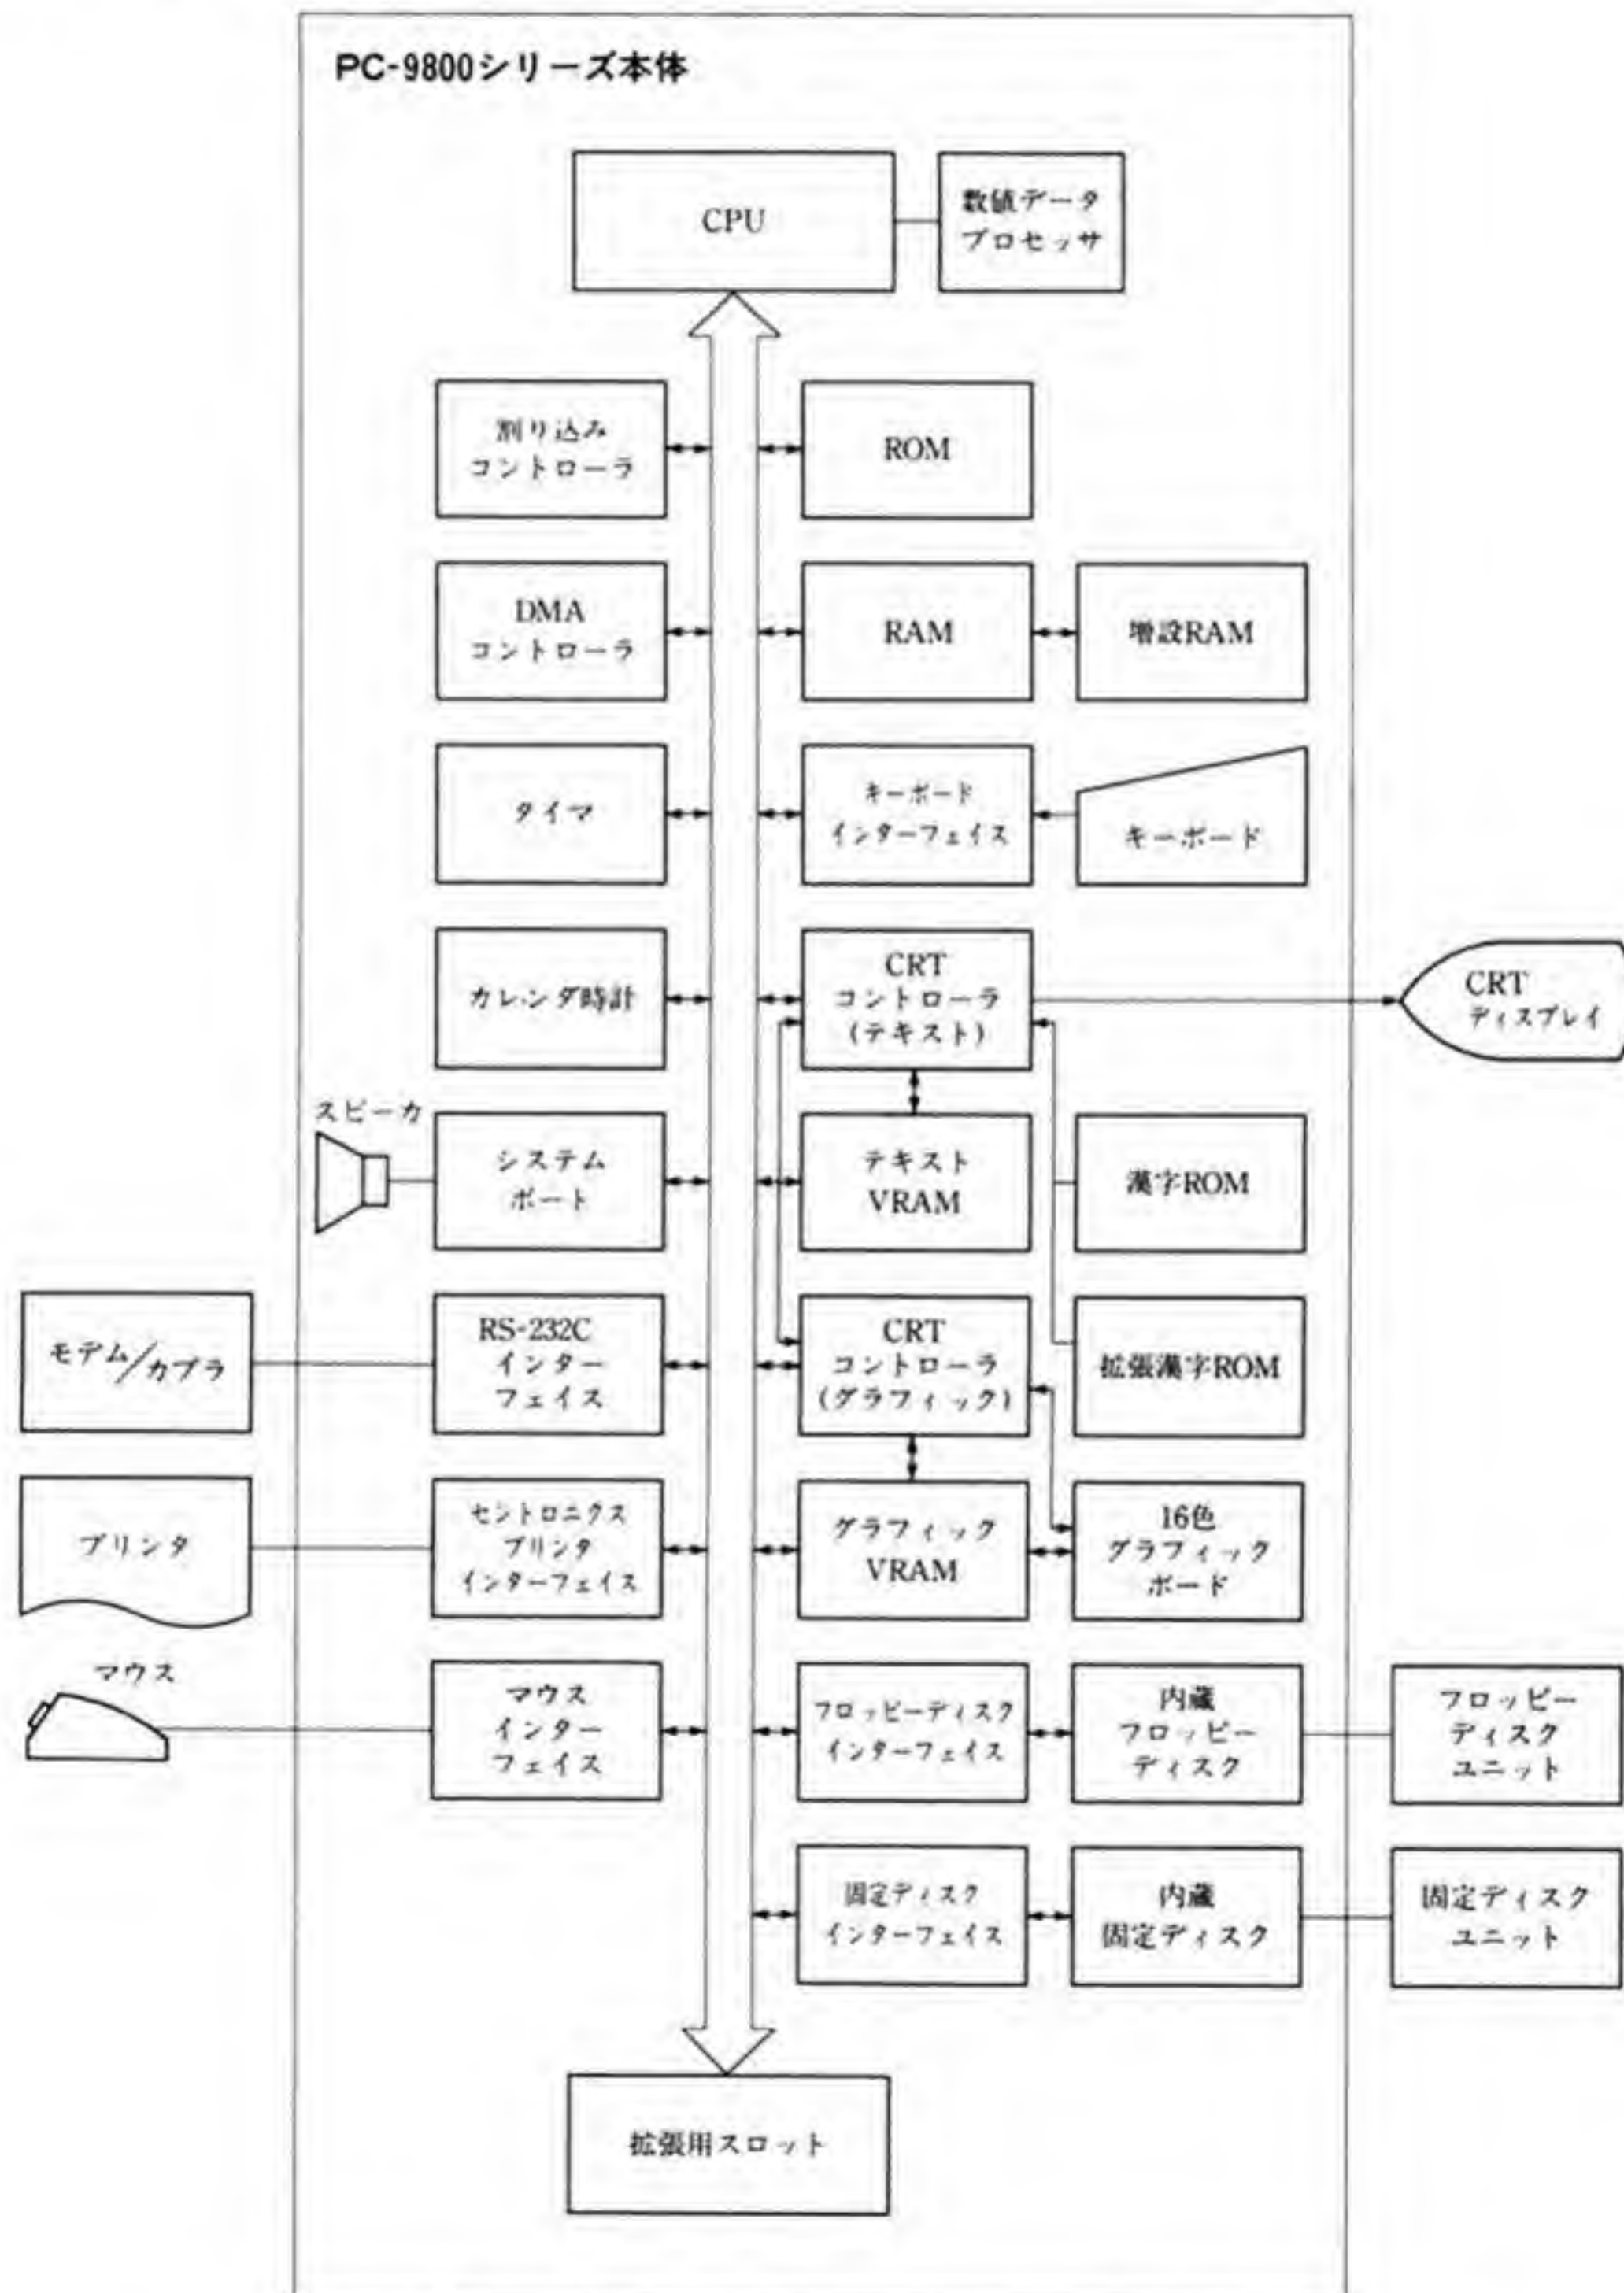 PC-9800シリーズ本体
CPU
数値データ
プロセッサ
割り込み
コントローラ
ROM
DMA
コントローラ
RAM
増設RAM
タイマ
キーボード
インターフェイス
キーボード
カレンダ時計
CRT
コントローラ
(テキスト)
CRT
ディスプレイ
スピーカ
システム
ポート
テキスト
VRAM
漢字ROM
モデム/カプラ
RS-232C
インター
フェイス
CRT
コントローラ
(グラフィック)
拡張漢字ROM
プリンタ
セントロニクス
プリンタ
インターフェイス
グラフィック
VRAM
16色
グラフィック
ボード
マウス
マウス
インター
フェイス
フロッピーディスク
インターフェイス
内蔵
フロッピー
ディスク
フロッピー
ディスク
ユニット
固定ディスク
インターフェイス
内蔵
固定ディスク
固定ディスク
ユニット
拡張用スロット